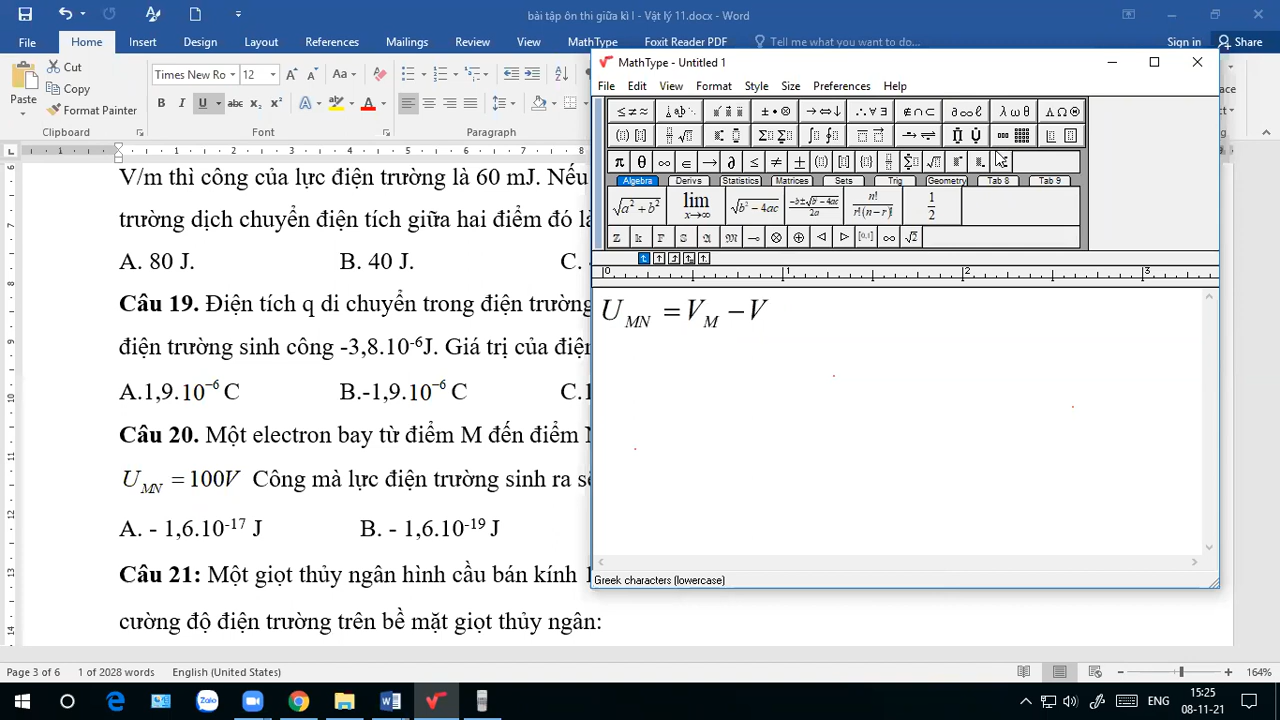 bài tập ôn thi giữa kì I - Vật lý 11.docx - Word
File Home Insert Design Layout References Mailings Review View MathType Foxit Reader PDF Tell me what you want to do... Sign in Share
MathType - Untitled 1
File Edit View Format Style Size Preferences Help
Paste
Cut
Copy
Format Painter
Clipboard
Times New Ro 12
Font
Paragraph
Algebra Derivs Statistics Matrices Sets Trig Geometry Tab 8 Tab 9
U_MN = V_M − V
Greek characters (lowercase)
V/m thì công của lực điện trường là 60 mJ. Nếu
trường dịch chuyển điện tích giữa hai điểm đó là
A. 80 J. B. 40 J. C.
Câu 19. Điện tích q di chuyển trong điện trường
điện trường sinh công -3,8.10⁻⁶J. Giá trị của điện
A.1,9.10⁻⁶ C B.-1,9.10⁻⁶ C C.1
Câu 20. Một electron bay từ điểm M đến điểm N
U_MN = 100V Công mà lực điện trường sinh ra sẽ
A. - 1,6.10⁻¹⁷ J B. - 1,6.10⁻¹⁹ J
Câu 21: Một giọt thủy ngân hình cầu bán kính 1
cường độ điện trường trên bề mặt giọt thủy ngân:
Page 3 of 6 1 of 2028 words English (United States) 164%
Zalo
ENG
15:25
08-11-21